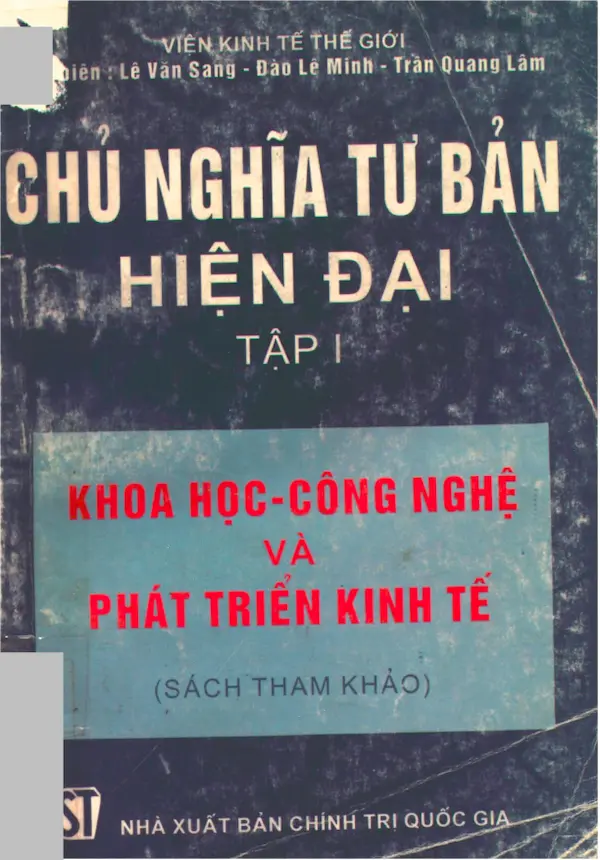 VIỆN KINH TẾ THẾ GIỚI
biên : Lê Văn Sang - Đào Lê Minh - Trần Quang Lâm
CHỦ NGHĨA TƯ BẢN
HIỆN ĐẠI
TẬP I
KHOA HỌC-CÔNG NGHỆ
VÀ
PHÁT TRIỂN KINH TẾ
(SÁCH THAM KHẢO)
ST
NHÀ XUẤT BẢN CHÍNH TRỊ QUỐC GIA